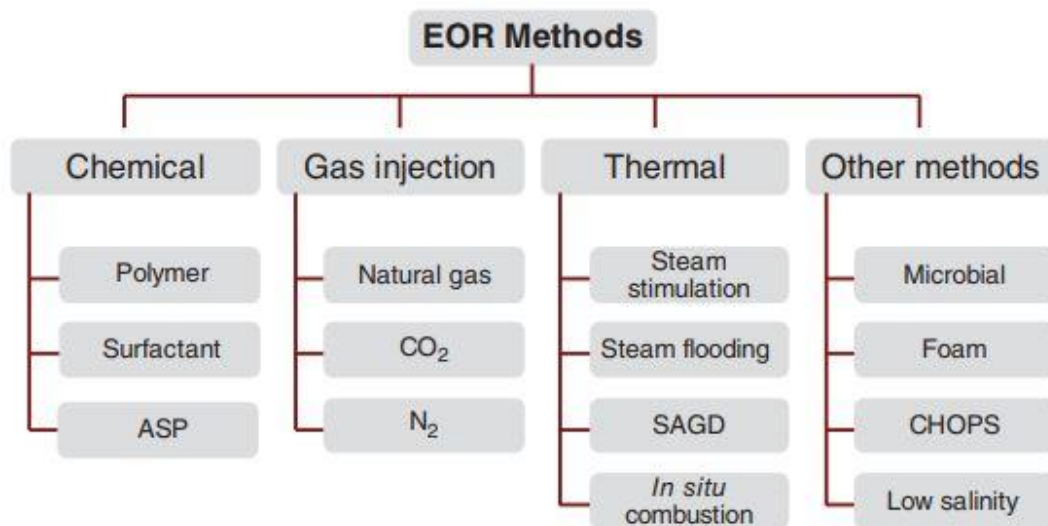 EOR Methods
Chemical
Polymer
Surfactant
ASP
Gas injection
Natural gas
CO₂
N₂
Thermal
Steam
stimulation
Steam flooding
SAGD
In situ
combustion
Other methods
Microbial
Foam
CHOPS
Low salinity